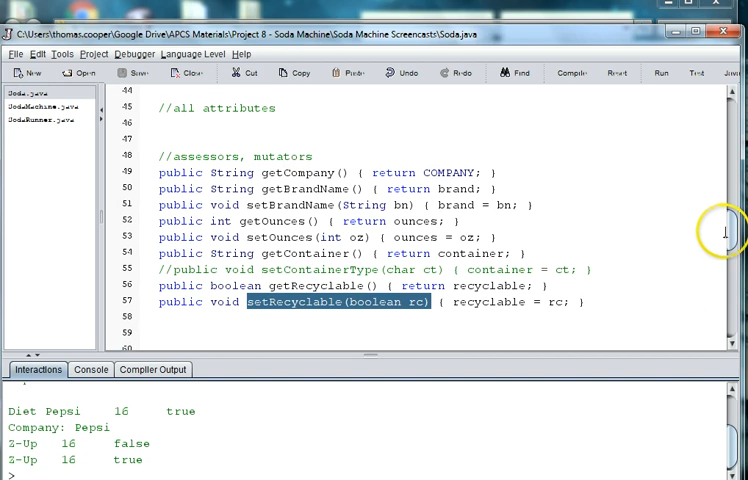 C:\Users\thomas.cooper\Google Drive\APCS Materials\Project 8 - Soda Machine\Soda Machine Screencasts\Soda.java
File Edit Tools Project Debugger Language Level Help
New Open Save Close Cut Copy Paste Undo Redo Find Compile Reset Run Test
Soda.java
SodaMachine.java
SodaRunner.java
44
45 //all attributes
46
47
48 //assessors, mutators
49 public String getCompany() { return COMPANY; }
50 public String getBrandName() { return brand; }
51 public void setBrandName(String bn) { brand = bn; }
52 public int getOunces() { return ounces; }
53 public void setOunces(int oz) { ounces = oz; }
54 public String getContainer() { return container; }
55 //public void setContainerType(char ct) { container = ct; }
56 public boolean getRecyclable() { return recyclable; }
57 public void setRecyclable(boolean rc) { recyclable = rc; }
58
59
60
Interactions Console Compiler Output
Diet Pepsi 16 true
Company: Pepsi
Z-Up 16 false
Z-Up 16 true
>